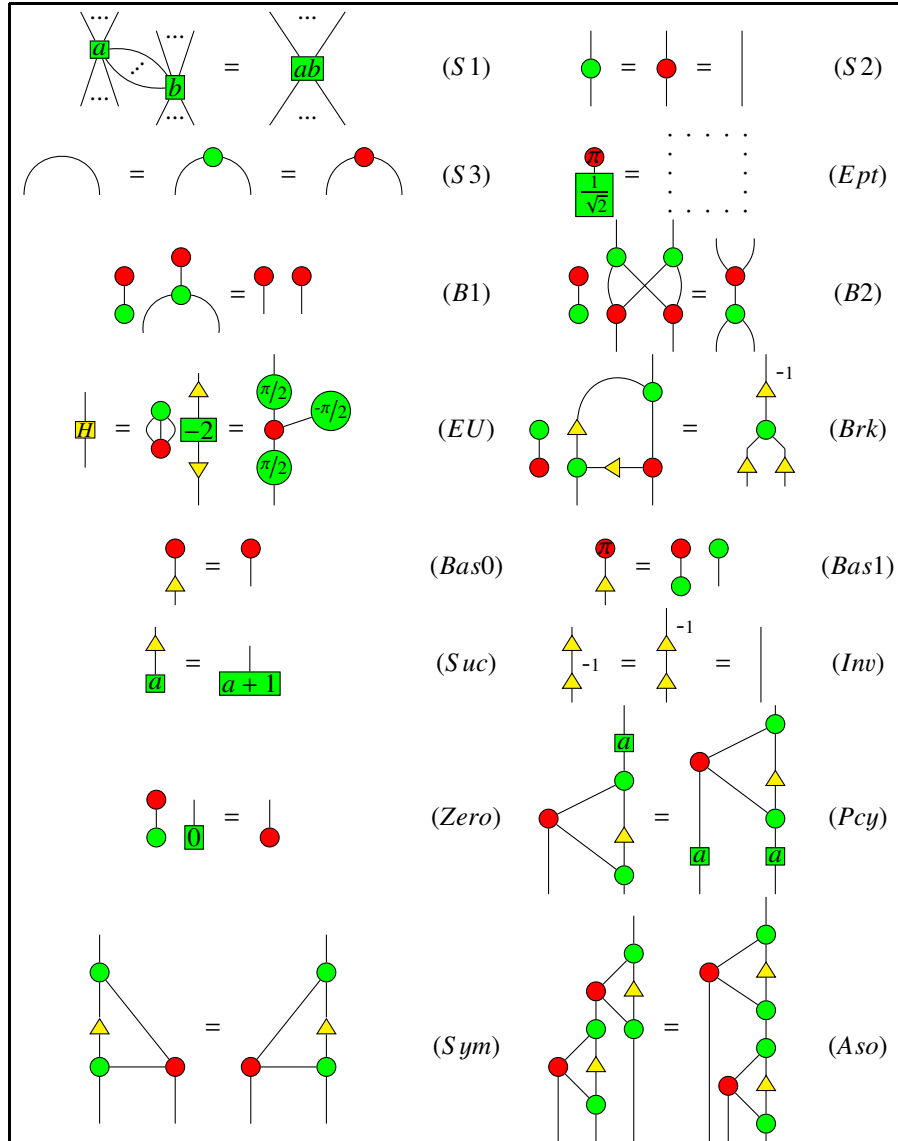 ... ...
a = ab (S1) = = (S2)
...
b
... ... ...
= = (S3) π = (Ept)
1/√2
= (B1) = (B2)
H = -2 = π/2 -π/2 π/2 (EU) = -1 (Brk)
= (Bas0) π = (Bas1)
a = a + 1 (Suc) -1 = -1 = (Inv)
0 = (Zero) a = a a (Pcy)
= (Sym) = (Aso)